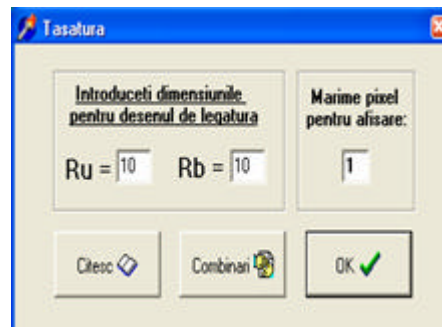 Tasatura
Introduceti dimensiunile
pentru desenul de legatura
Ru = 10 Rb = 10
Marime pixel
pentru afisare:
1
Citesc
Combinari
OK